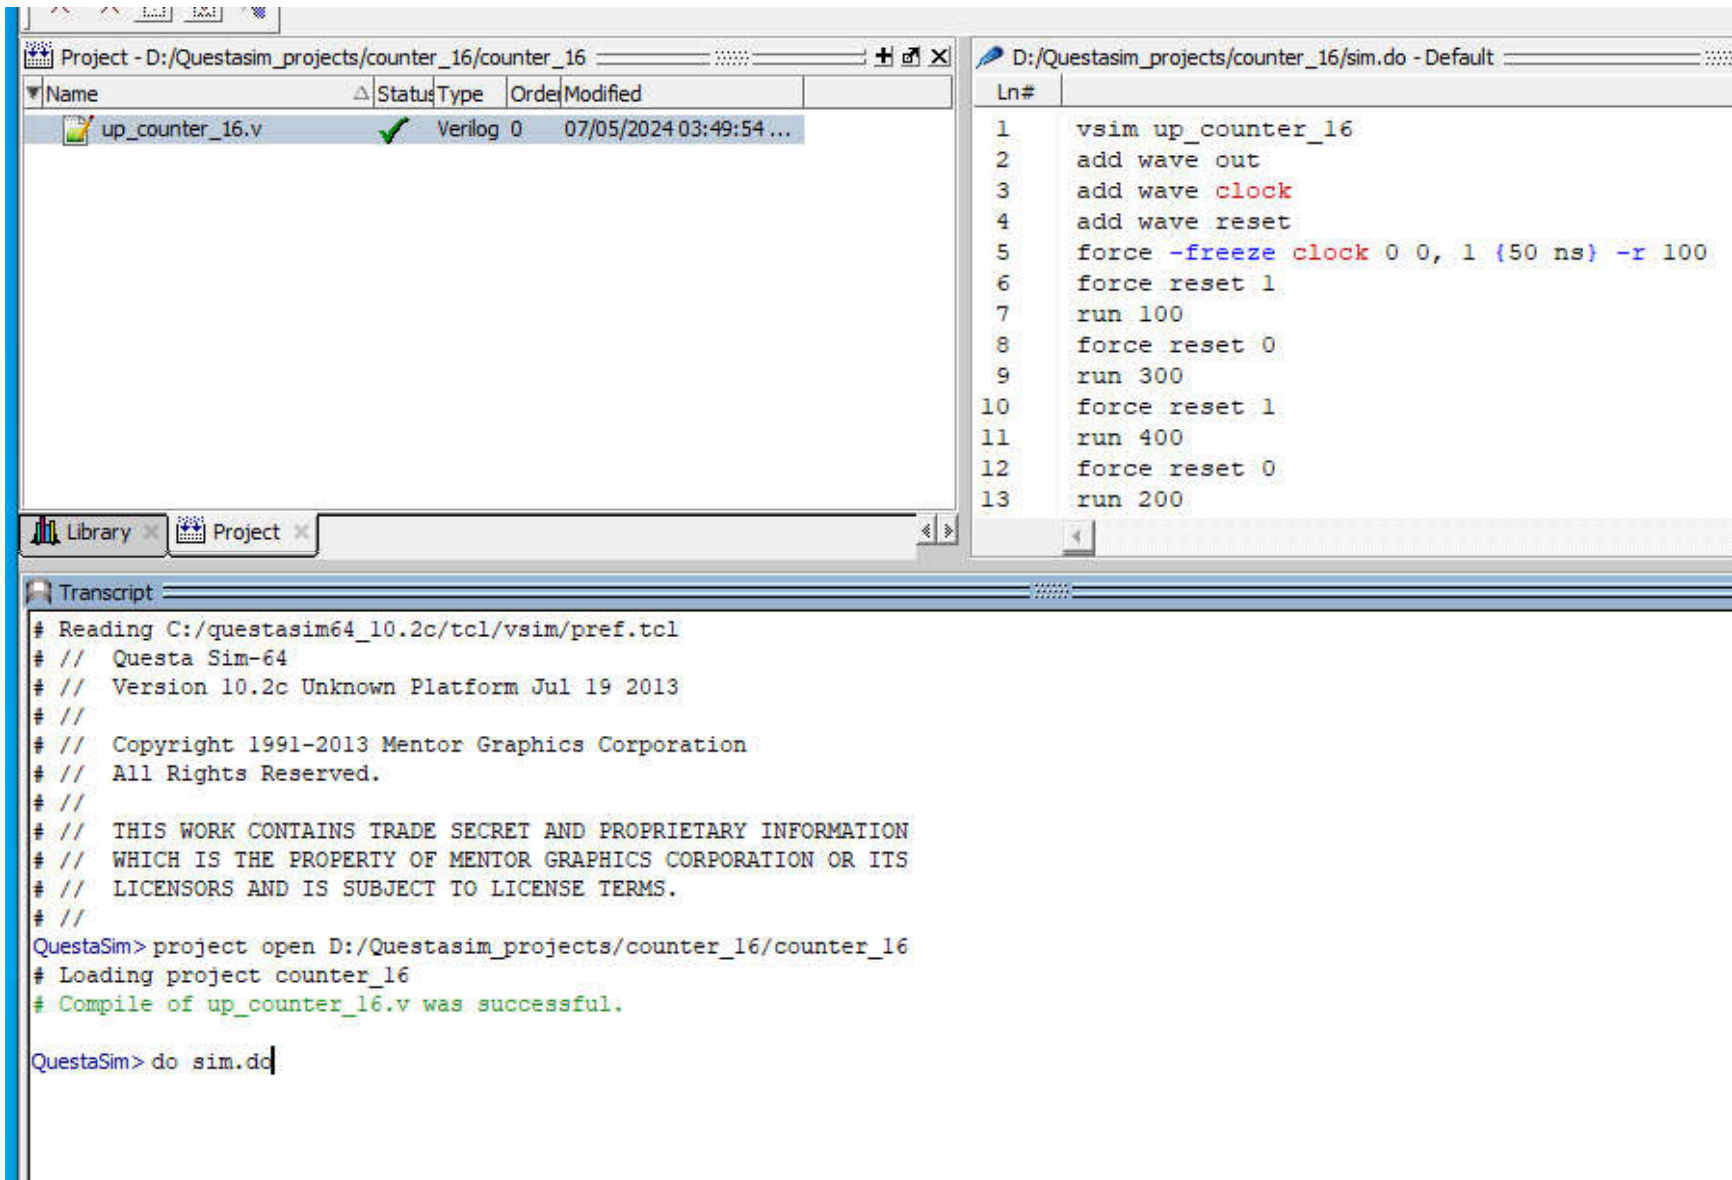 Project - D:/Questasim_projects/counter_16/counter_16
Name Status Type Order Modified
up_counter_16.v Verilog 0 07/05/2024 03:49:54 ...
Library Project
D:/Questasim_projects/counter_16/sim.do - Default
Ln#
1 vsim up_counter_16
2 add wave out
3 add wave clock
4 add wave reset
5 force -freeze clock 0 0, 1 {50 ns} -r 100
6 force reset 1
7 run 100
8 force reset 0
9 run 300
10 force reset 1
11 run 400
12 force reset 0
13 run 200
Transcript
# Reading C:/questasim64_10.2c/tcl/vsim/pref.tcl
# // Questa Sim-64
# // Version 10.2c Unknown Platform Jul 19 2013
# //
# // Copyright 1991-2013 Mentor Graphics Corporation
# // All Rights Reserved.
# //
# // THIS WORK CONTAINS TRADE SECRET AND PROPRIETARY INFORMATION
# // WHICH IS THE PROPERTY OF MENTOR GRAPHICS CORPORATION OR ITS
# // LICENSORS AND IS SUBJECT TO LICENSE TERMS.
# //
QuestaSim> project open D:/Questasim_projects/counter_16/counter_16
# Loading project counter_16
# Compile of up_counter_16.v was successful.
QuestaSim> do sim.do